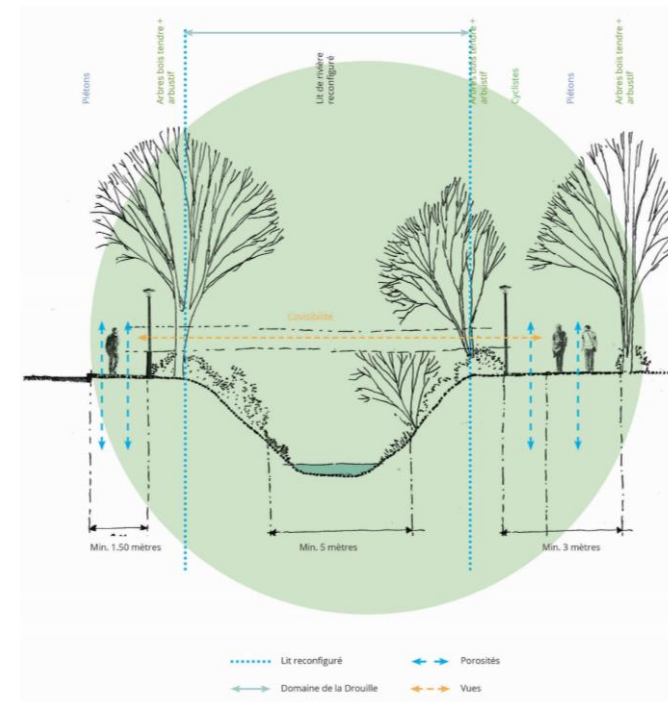 Piétons
Arbres bois tendre +
arbustif
Lit de rivière
reconfiguré
Arbres bois tendre +
arbustif
Cyclistes
Piétons
Arbres bois tendre +
arbustif
Covisibilité
Min. 1.50 mètres
Min. 5 mètres
Min. 3 mètres
Lit reconfiguré
Porosités
Domaine de la Drouille
Vues